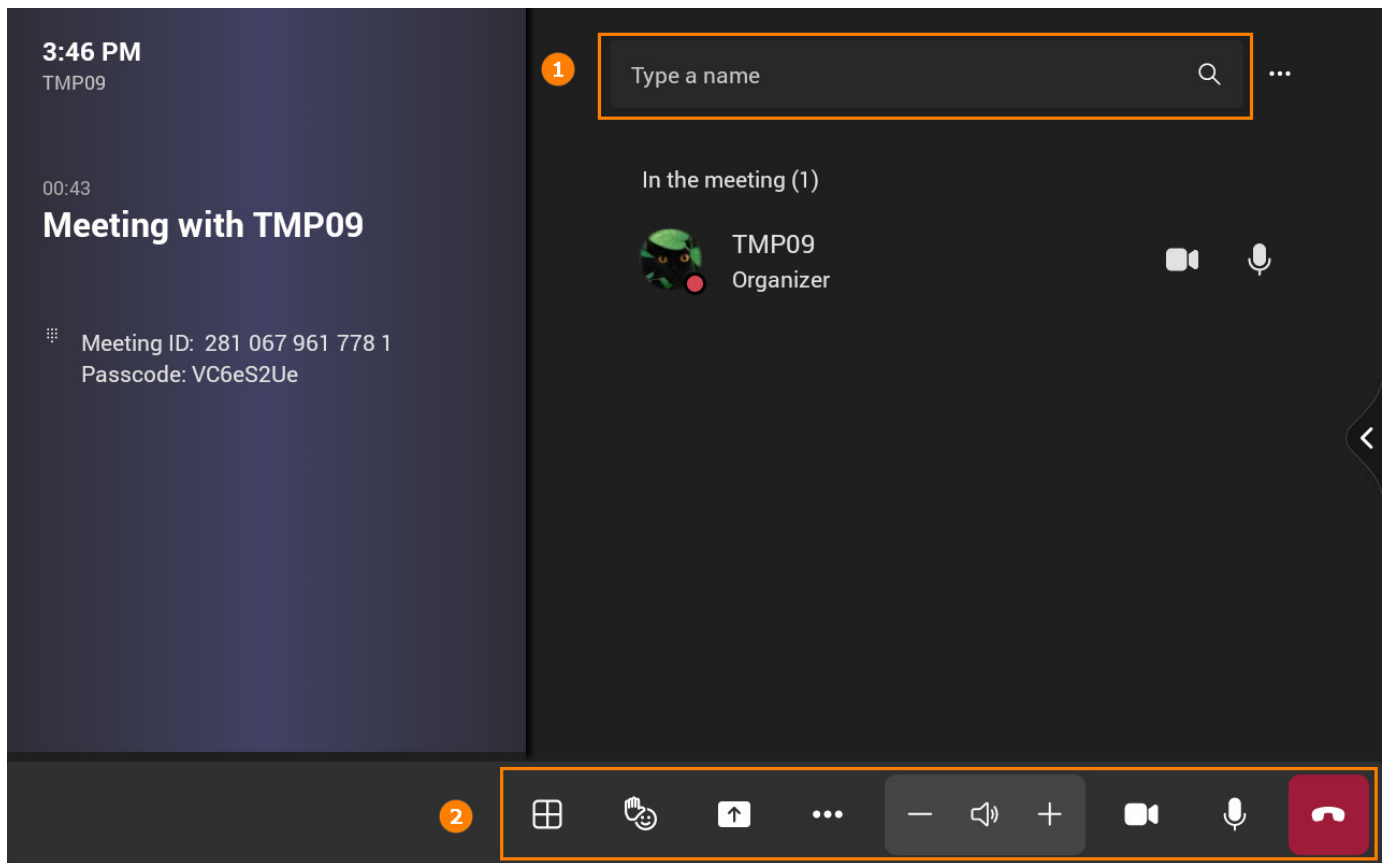 3:46 PM
TMP09
00:43
Meeting with TMP09
Meeting ID: 281 067 961 778 1
Passcode: VC6eS2Ue
1
Type a name
In the meeting (1)
TMP09
Organizer
2